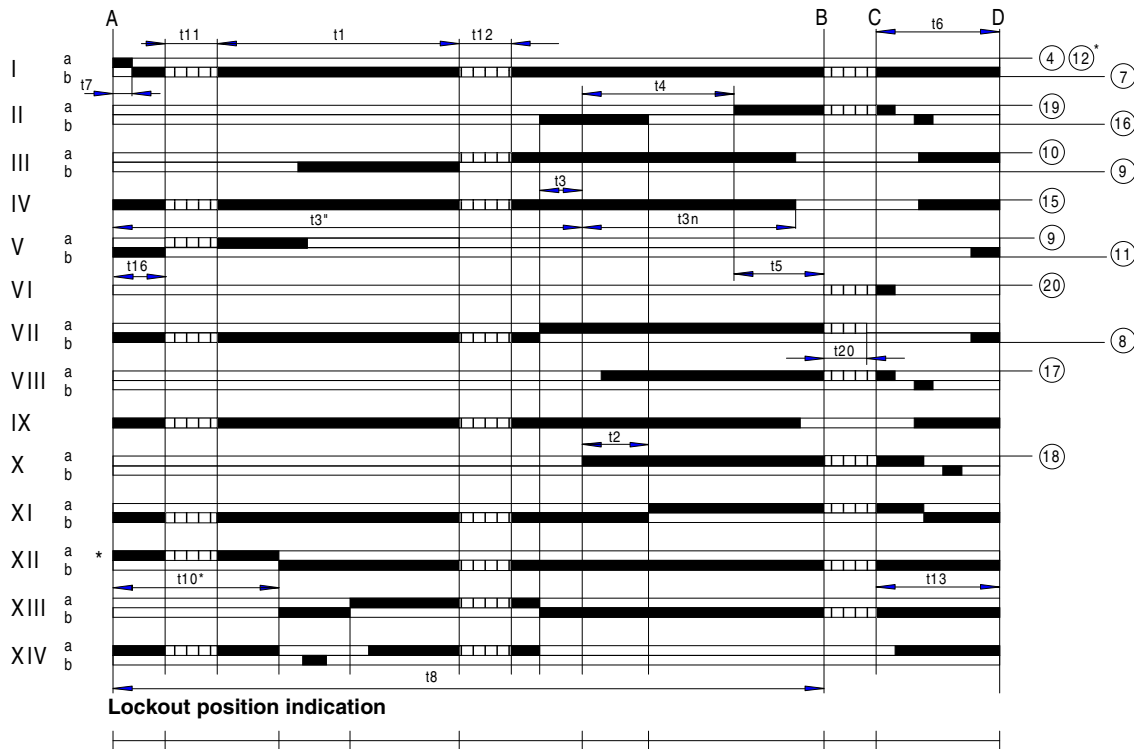 A B C D
t11 t1 t12 t6
I a b 4 12* 7
t7 t4
II a b 19 16
III a b 10 9
t3
IV 15
t3" t3n
V a b 9 11
t16 t5
VI 20
VII a b 8
t20
VIII a b 17
IX
t2
X a b 18
XI a b
XII a b *
t10* t13
XIII a b
XIV a b
t8
Lockout position indication